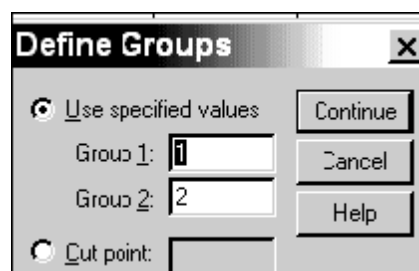 Define Groups
Use specified values
Continue
Group 1: 1
Cancel
Group 2: 2
Help
Cut point: